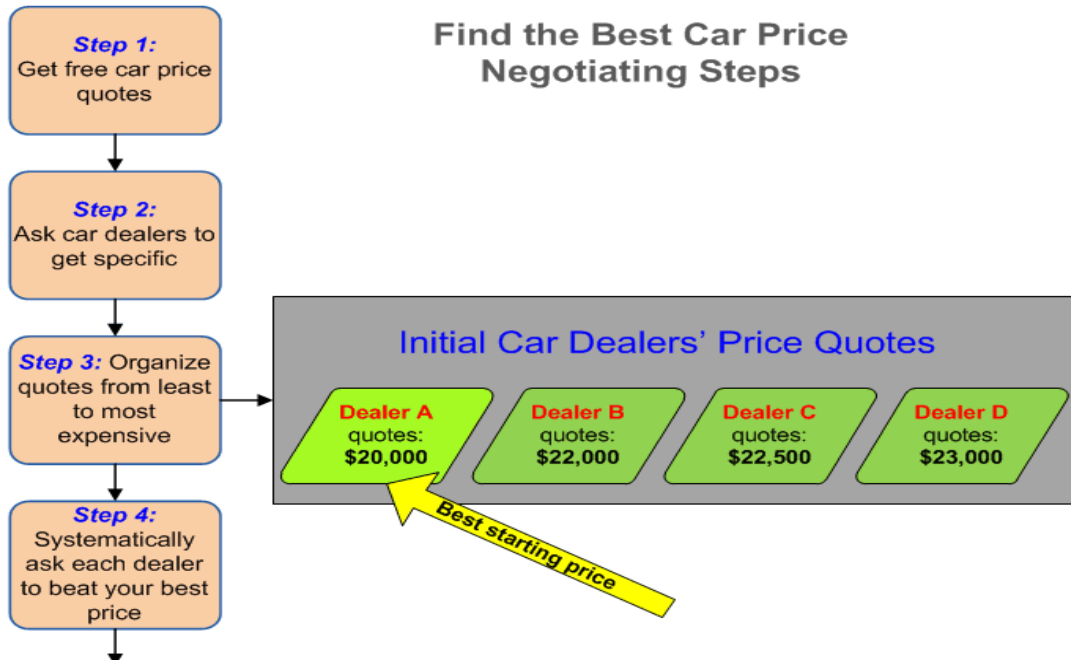 Find the Best Car Price
Negotiating Steps
Step 1:
Get free car price
quotes
Step 2:
Ask car dealers to
get specific
Step 3: Organize
quotes from least
to most
expensive
Initial Car Dealers’ Price Quotes
Dealer A
quotes:
$20,000
Dealer B
quotes:
$22,000
Dealer C
quotes:
$22,500
Dealer D
quotes:
$23,000
Best starting price
Step 4:
Systematically
ask each dealer
to beat your best
price